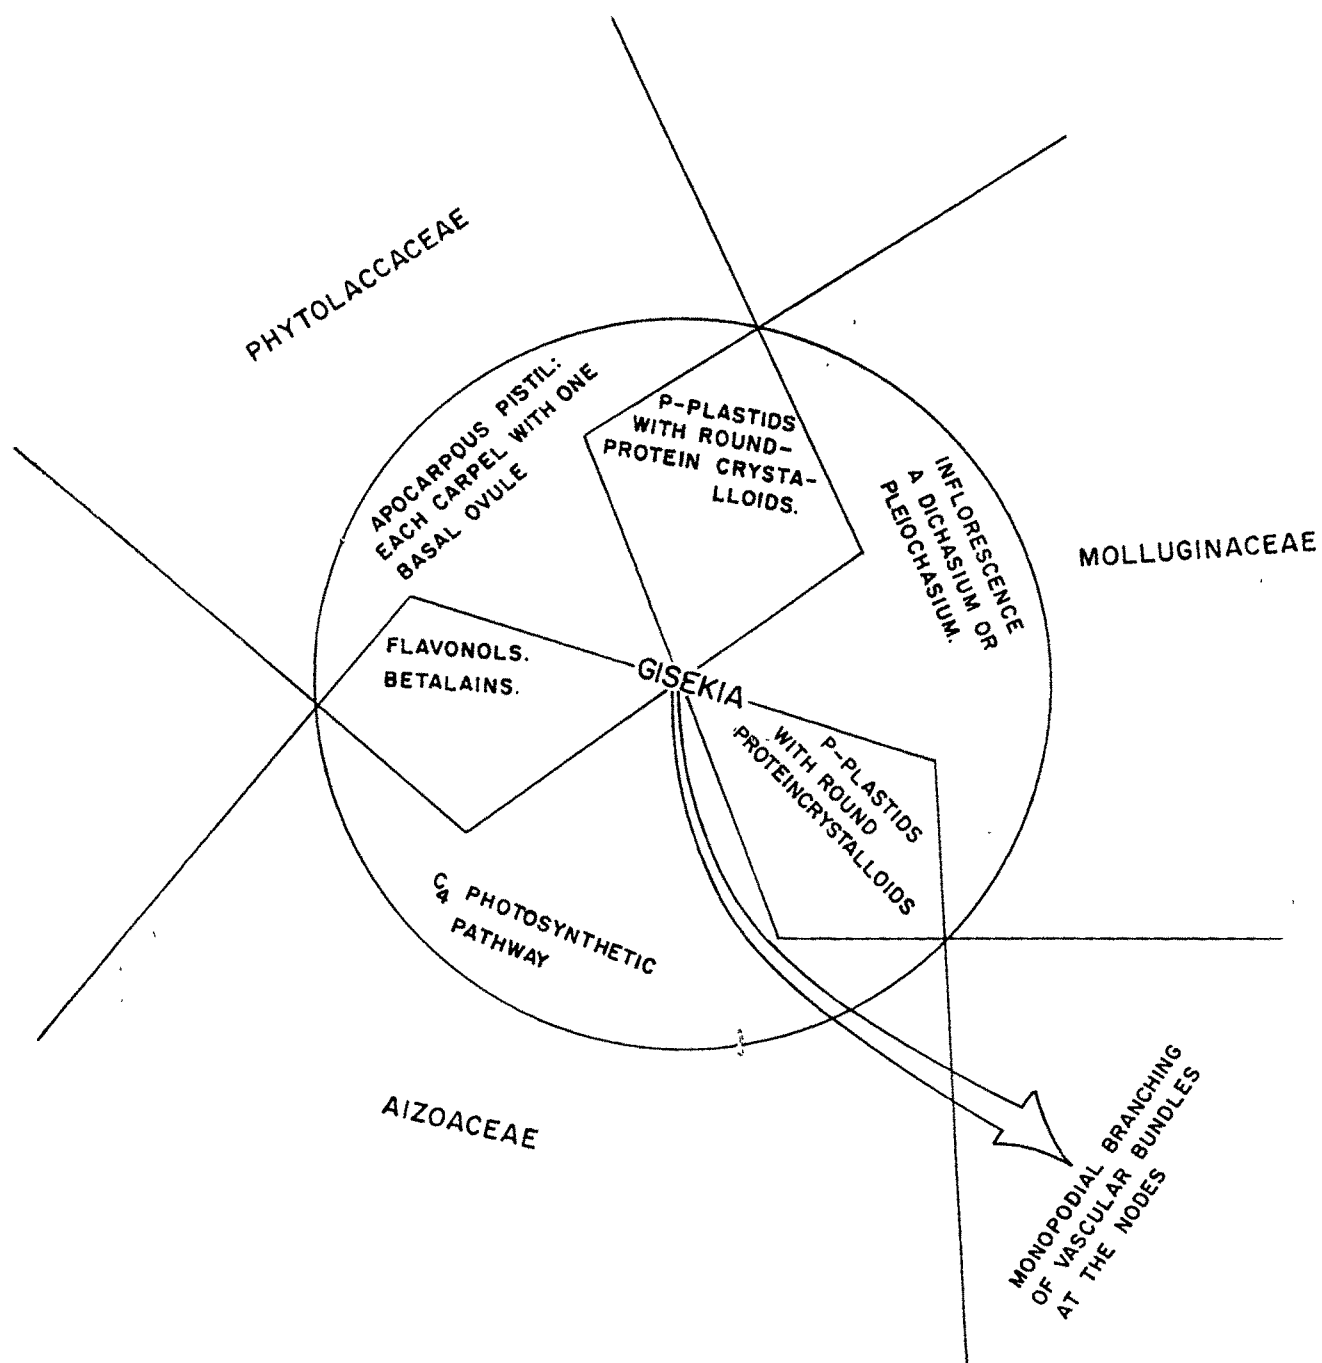 PHYTOLACCACEAE
APOCARPOUS PISTIL:
EACH CARPEL WITH ONE
BASAL OVULE
P-PLASTIDS
WITH ROUND-
PROTEIN CRYSTA-
LLOIDS.
INFLORESCENCE
A DICHASIUM OR
PLEIOCHASIUM.
MOLLUGINACEAE
FLAVONOLS.
BETALAINS.
GISEKIA
P-PLASTIDS
WITH ROUND
PROTEINCRYSTALLOIDS
C4 PHOTOSYNTHETIC
PATHWAY
AIZOACEAE
MONOPODIAL BRANCHING
OF VASCULAR BUNDLES
AT THE NODES